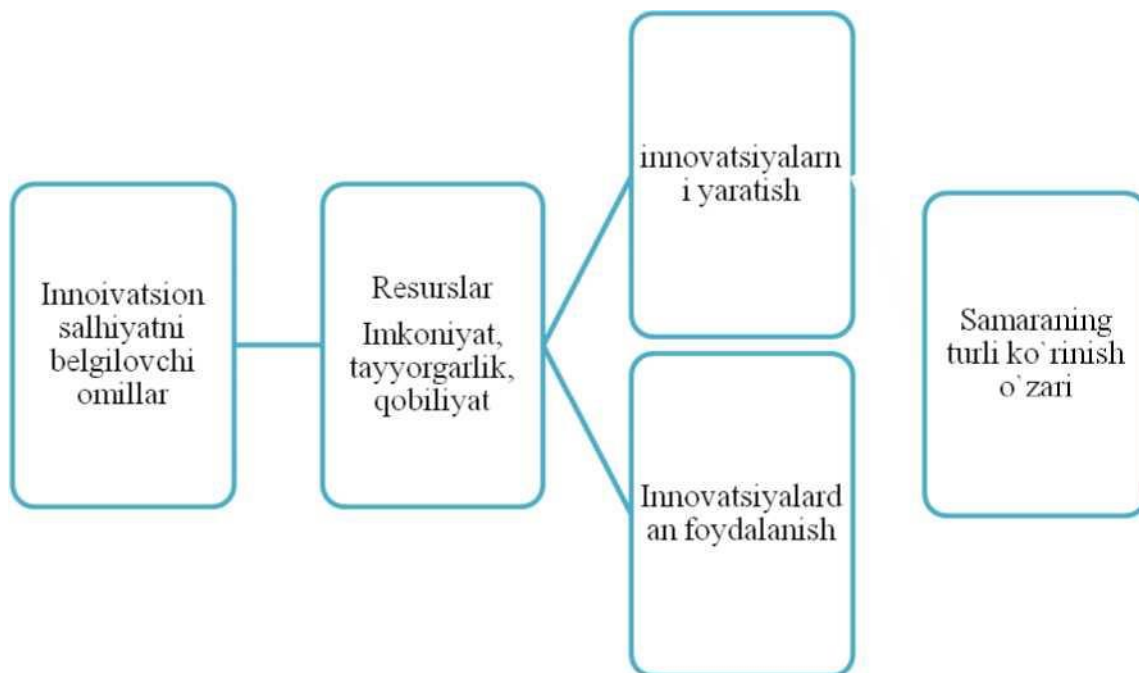 Innoivatsion
salhiyatni
belgilovchi
omillar
Resurslar
Imkoniyat,
tayyorgarlik,
qobiliyat
innovatsiyalarn
i yaratish
Innovatsiyalard
an foydalanish
Samaraning
turli ko`rinish
o`zari